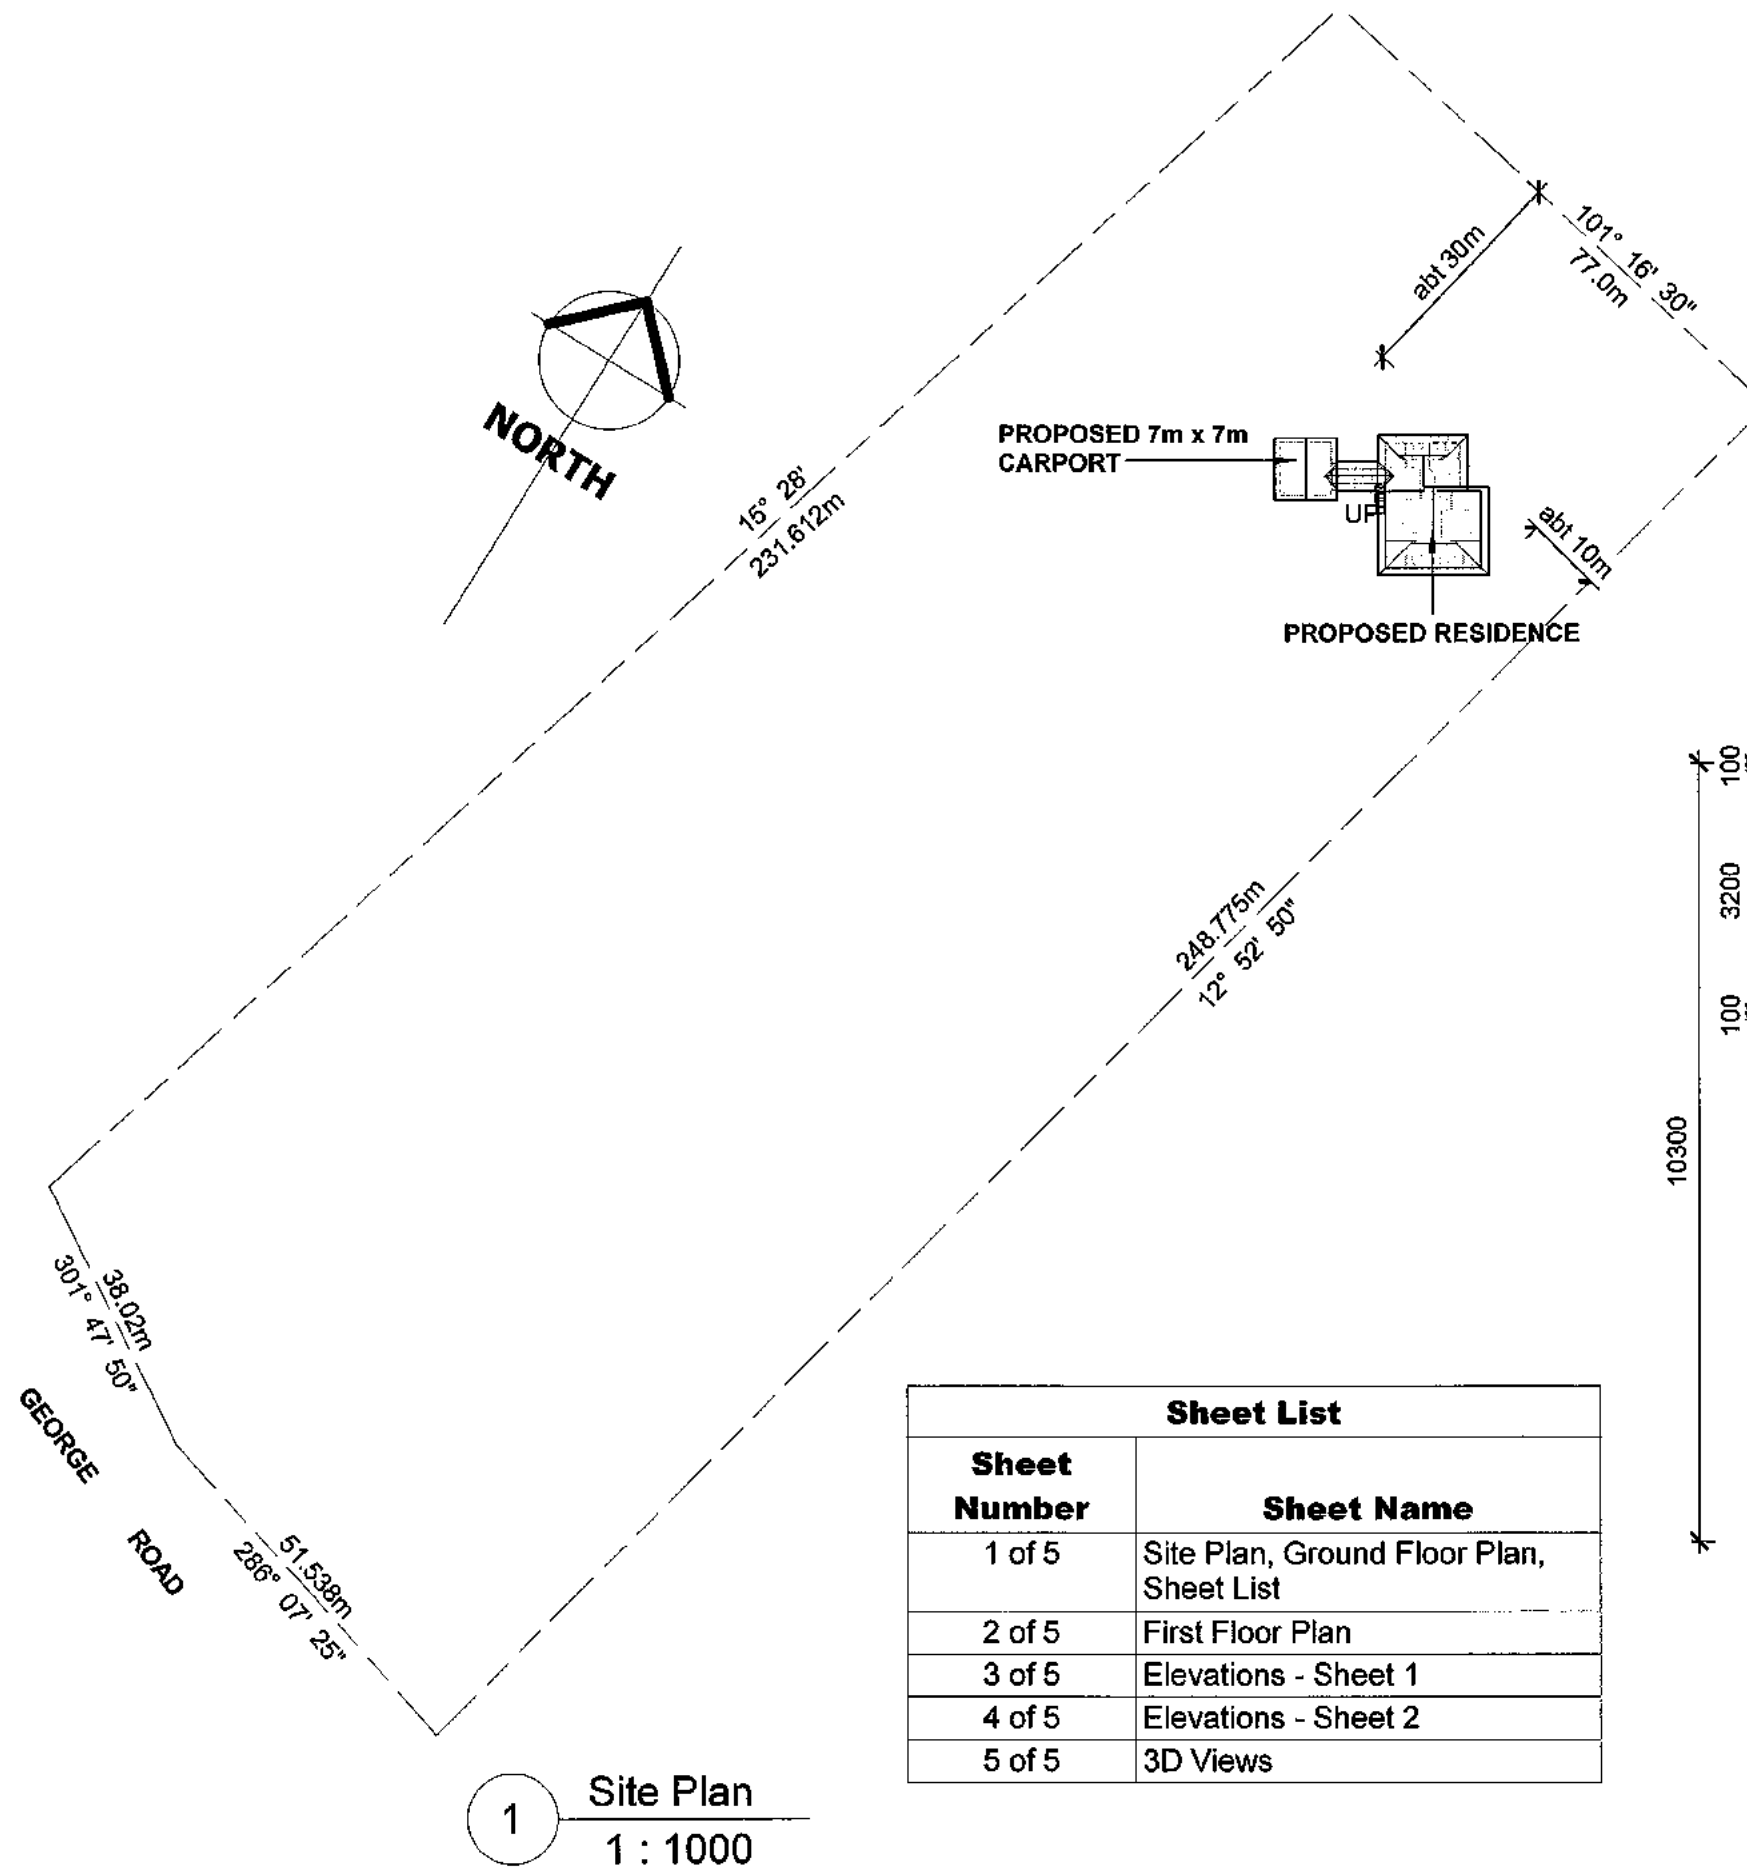 101° 16' 30"
77.0m
abt 30m
NORTH
PROPOSED 7m x 7m
CARPORT
15° 28'
231.612m
UP
abt 10m
PROPOSED RESIDENCE
100
3200
100
10300
248.775m
12° 52' 50"
38.02m
301° 47' 50"
GEORGE
ROAD
51.538m
286° 07' 25"
Sheet List
Sheet
Number
Sheet Name
1 of 5
Site Plan, Ground Floor Plan,
Sheet List
2 of 5
First Floor Plan
3 of 5
Elevations - Sheet 1
4 of 5
Elevations - Sheet 2
5 of 5
3D Views
1
Site Plan
1 : 1000